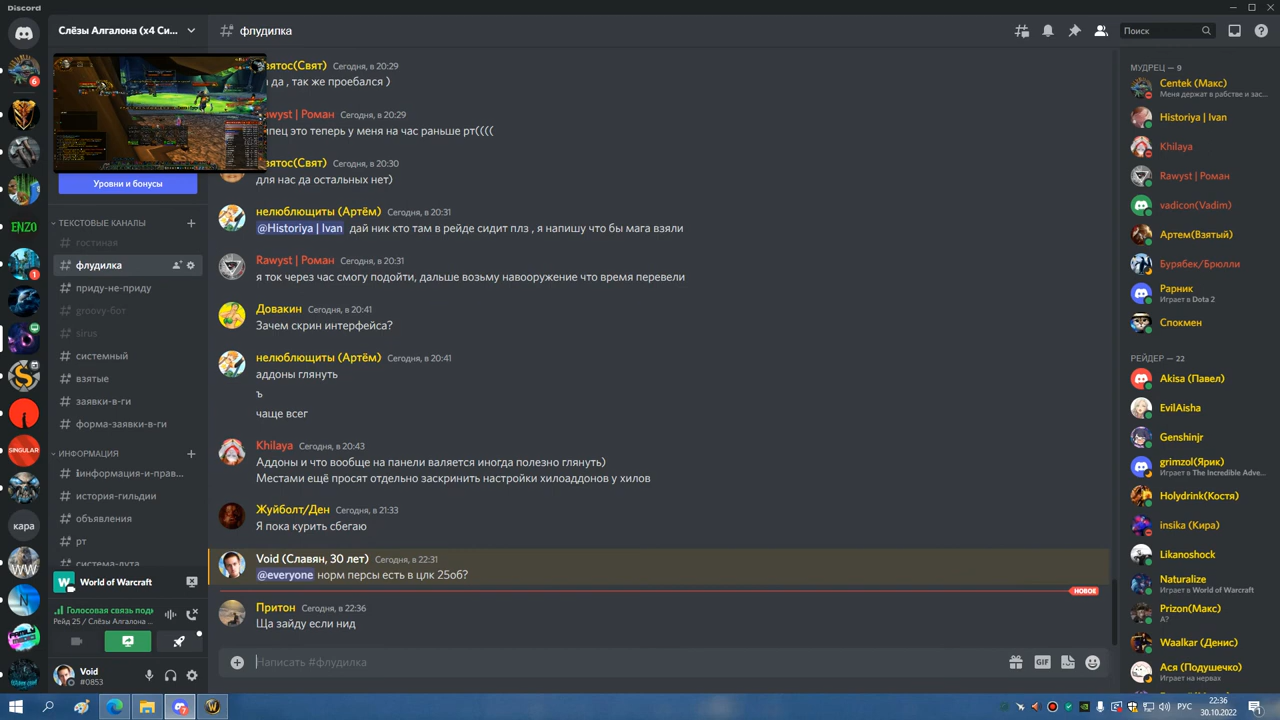 Discord
Слёзы Алгалона (x4 Си...
флудилка
Поиск
6
Уровни и бонусы
ТЕКСТОВЫЕ КАНАЛЫ
гостиная
флудилка
приду-не-приду
groovy-бот
sirus
системный
взятые
заявки-в-ги
форма-заявки-в-ги
ИНФОРМАЦИЯ
информация-и-прав...
история-гильдии
объявления
рт
система-лута
ENZO
1
SINGULAR
кара
WW
World of Warcraft
Голосовая связь подк
Рейд 25 / Слёзы Алгалона ...
Void
#0853
Сегодня, в 20:29
да , так же проебался )
Rawyst | Роман Сегодня, в 20:29
это теперь у меня на час раньше рт((((
Сегодня, в 20:30
для нас да остальных нет)
нелюблющиты (Артём) Сегодня, в 20:31
@Historiya | Ivan дай ник кто там в рейде сидит плз , я напишу что бы мага взяли
Rawyst | Роман Сегодня, в 20:31
я ток через час смогу подойти, дальше возьму навооружение что время перевели
Довакин Сегодня, в 20:41
Зачем скрин интерфейса?
нелюблющиты (Артём) Сегодня, в 20:41
аддоны глянуть
ъ
чаще всег
Khilaya Сегодня, в 20:43
Аддоны и что вообще на панели валяется иногда полезно глянуть)
Местами ещё просят отдельно заскринить настройки хилоаддонов у хилов
Жуйболт/Ден Сегодня, в 21:33
Я пока курить сбегаю
Void (Славян, 30 лет) Сегодня, в 22:31
@everyone норм персы есть в цлк 25об?
НОВОЕ
Притон Сегодня, в 22:36
Ща зайду если нид
Написать #флудилка
GIF
МУДРЕЦ — 9
Centek (Макс)
Меня держат в рабстве и зас...
Historiya | Ivan
Khilaya
Rawyst | Роман
vadicon(Vadim)
Артем(Взятый)
Бурябек/Брюлли
Рарник
Играет в Dota 2
Спокмен
РЕЙДЕР — 22
Akisa (Павел)
EvilAisha
Genshinjr
grimzol(Ярик)
Играет в The Incredible Adve...
Holydrink(Костя)
insika (Кира)
Likanoshock
Naturalize
Играет в World of Warcraft
Prizon(Макс)
А?
Waalkar (Денис)
Ася (Подушечко)
Играет на нервах
РУС
22:36
30.10.2022
1